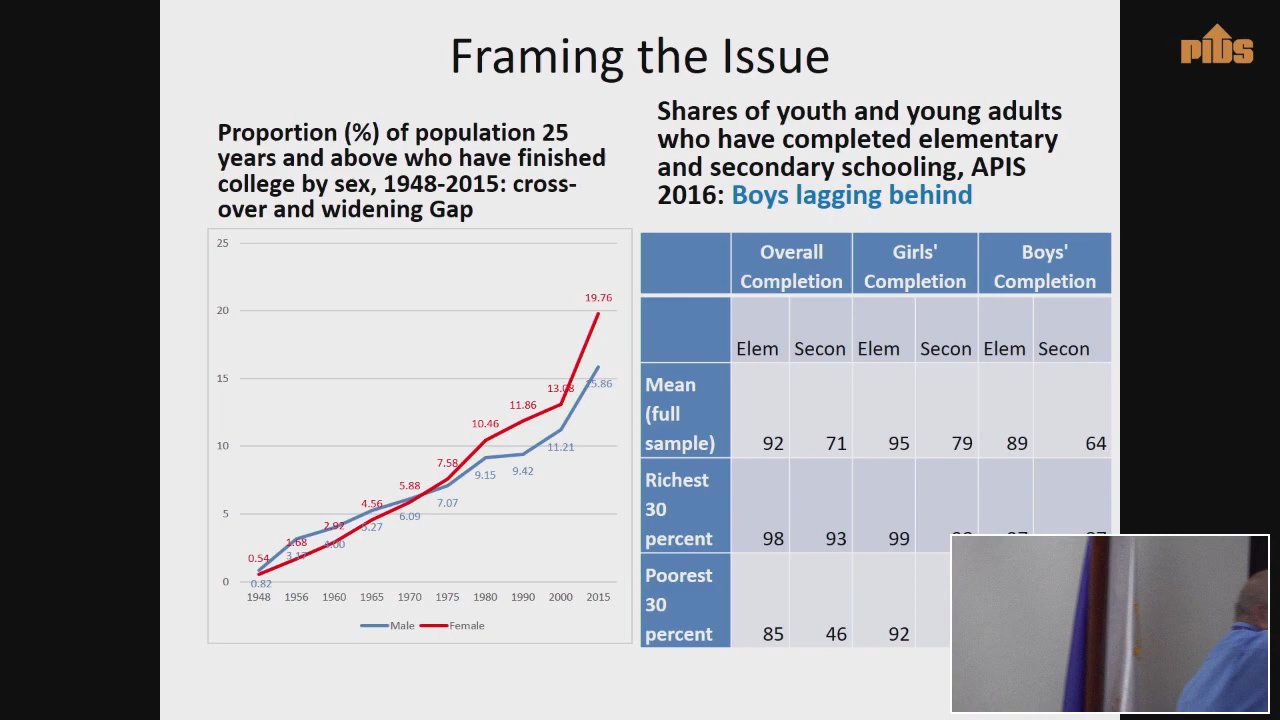 Framing the Issue
PIDS
Proportion (%) of population 25
years and above who have finished
college by sex, 1948-2015: cross-
over and widening Gap
25
20
15
10
5
0
0.54
1.68
2.92
4.56
5.88
7.58
10.46
11.86
13.08
19.76
0.82
3.17
4.00
5.27
6.09
7.07
9.15
9.42
11.21
15.86
1948 1956 1960 1965 1970 1975 1980 1990 2000 2015
Male Female
Shares of youth and young adults
who have completed elementary
and secondary schooling, APIS
2016: Boys lagging behind
Overall Girls' Boys'
Completion Completion Completion
Elem Secon Elem Secon Elem Secon
Mean
(full
sample) 92 71 95 79 89 64
Richest
30
percent 98 93 99
Poorest
30
percent 85 46 92